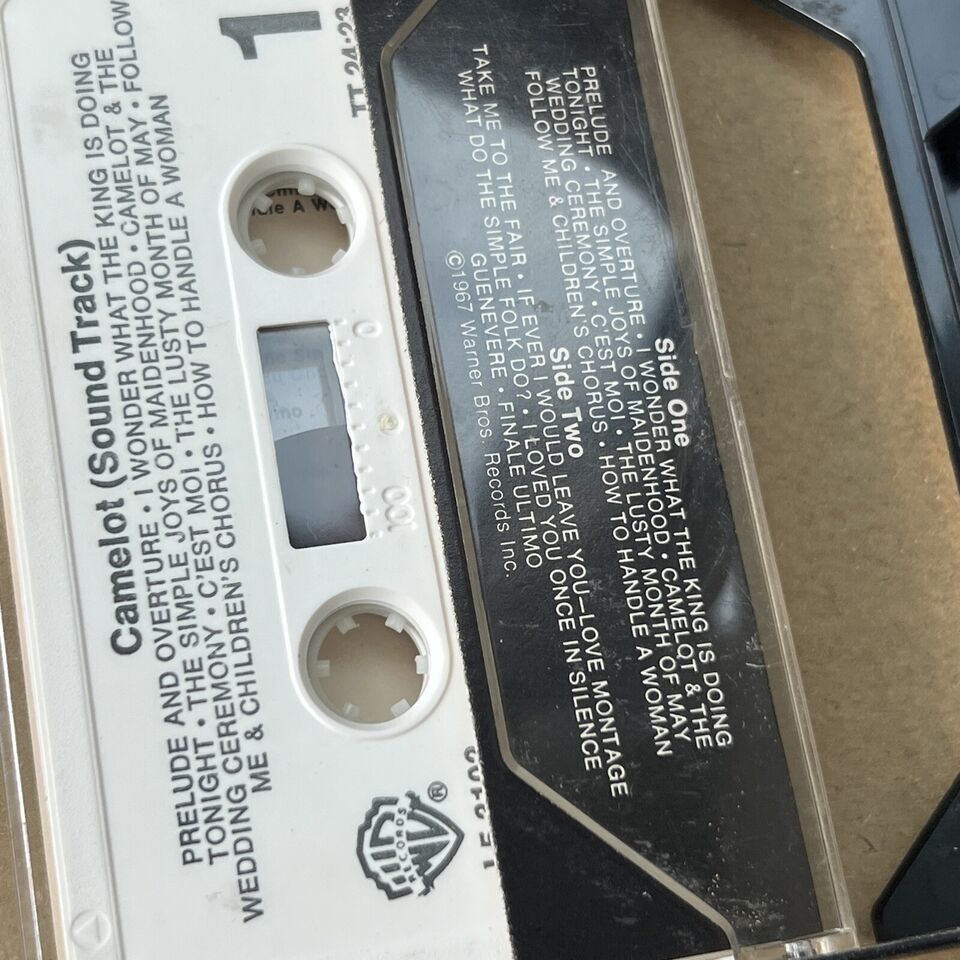 Camelot (Sound Track)
PRELUDE AND OVERTURE • I WONDER WHAT THE KING IS DOING
TONIGHT • THE SIMPLE JOYS OF MAIDENHOOD • CAMELOT & THE
WEDDING CEREMONY • C'EST MOI • THE LUSTY MONTH OF MAY • FOLLOW
ME & CHILDREN'S CHORUS • HOW TO HANDLE A WOMAN
1
TT 24:23
0
100
WB
RECORDS
®
Side One
PRELUDE AND OVERTURE • I WONDER WHAT THE KING IS DOING
TONIGHT • THE SIMPLE JOYS OF MAIDENHOOD • CAMELOT & THE
WEDDING CEREMONY • C'EST MOI • THE LUSTY MONTH OF MAY
FOLLOW ME & CHILDREN'S CHORUS • HOW TO HANDLE A WOMAN
Side Two
TAKE ME TO THE FAIR • IF EVER I WOULD LEAVE YOU–LOVE MONTAGE
WHAT DO THE SIMPLE FOLK DO? • I LOVED YOU ONCE IN SILENCE
GUENEVERE • FINALE ULTIMO
©1967 Warner Bros. Records Inc.